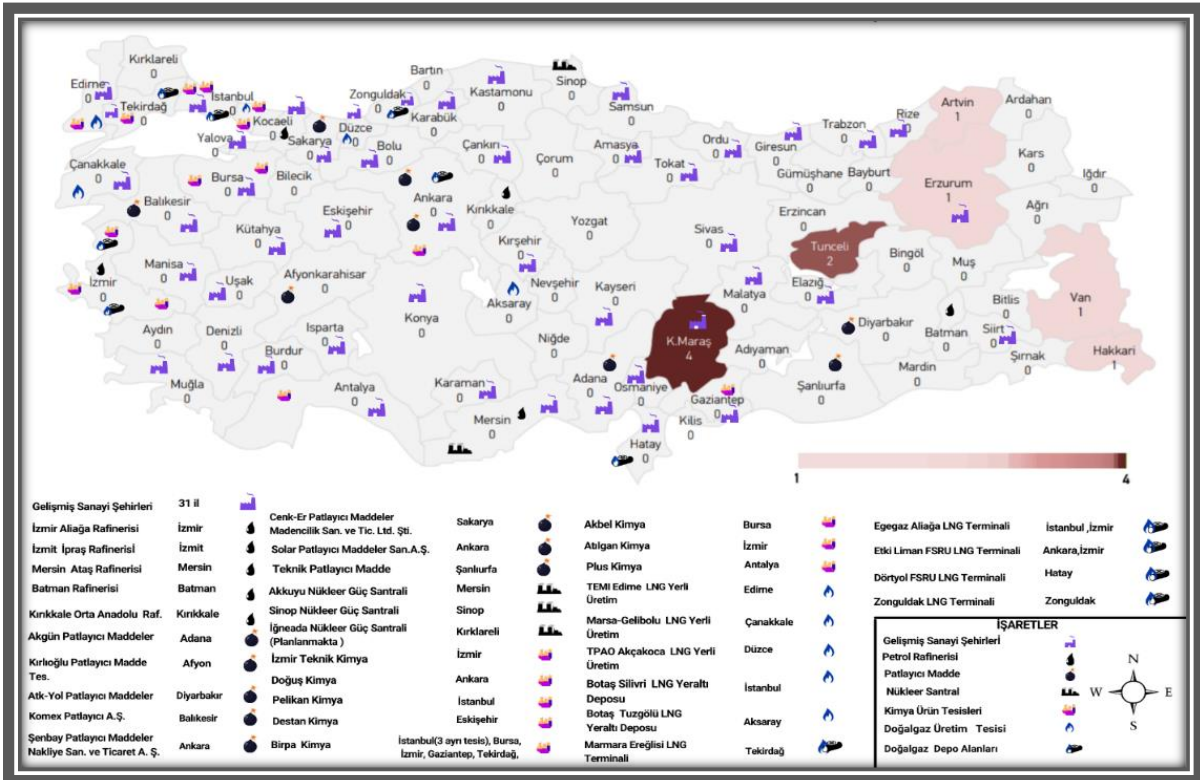 Kırklareli
0
Edirne
0
Tekirdağ
0
İstanbul
0
Kocaeli
0
Yalova
0
Sakarya
0
Düzce
0
Zonguldak
0
Bartın
0
Karabük
0
Kastamonu
0
Sinop
0
Samsun
0
Bolu
0
Çankırı
0
Çorum
0
Amasya
0
Tokat
0
Ordu
0
Giresun
0
Trabzon
0
Rize
0
Artvin
1
Ardahan
0
Kars
0
Iğdır
0
Gümüşhane
0
Bayburt
0
Erzurum
1
Ağrı
0
Erzincan
0
Çanakkale
0
Balıkesir
0
Bursa
0
Bilecik
0
Eskişehir
0
Kütahya
0
Ankara
0
Kırıkkale
0
Kırşehir
0
Yozgat
0
Sivas
0
Tunceli
2
Bingöl
0
Muş
0
Elazığ
0
Bitlis
0
Van
1
Manisa
0
İzmir
0
Uşak
0
Afyonkarahisar
0
Konya
0
Aksaray
0
Nevşehir
0
Kayseri
0
Malatya
0
Diyarbakır
0
Batman
0
Siirt
0
Şırnak
0
Hakkari
1
Aydın
0
Denizli
0
Burdur
0
Isparta
0
Muğla
0
Antalya
0
Karaman
0
Mersin
0
Niğde
0
Adana
0
Osmaniye
0
K.Maraş
4
Adıyaman
0
Gaziantep
0
Kilis
0
Hatay
0
Şanlıurfa
0
Mardin
0
1
4
Gelişmiş Sanayi Şehirleri 31 il
İzmir Aliağa Rafinerisi İzmir
İzmit İpraş Rafinerisİ İzmit
Mersin Ataş Rafinerisi Mersin
Batman Rafinerisi Batman
Kırıkkale Orta Anadolu Raf. Kırıkkale
Akgün Patlayıcı Maddeler Adana
Kırlıoğlu Patlayıcı Madde
Tes. Afyon
Atk-Yol Patlayıcı Maddeler Diyarbakır
Komex Patlayıcı A.Ş. Balıkesir
Şenbay Patlayıcı Maddeler
Nakliye San. ve Ticaret A. Ş. Ankara
Cenk-Er Patlayıcı Maddeler
Madencilik San. ve Tic. Ltd. Şti. Sakarya
Solar Patlayıcı Maddeler San.A.Ş. Ankara
Teknik Patlayıcı Madde Şanlıurfa
Akkuyu Nükleer Güç Santrali Mersin
Sinop Nükleer Güç Santrali Sinop
İğneada Nükleer Güç Santrali
(Planlanmakta ) Kırklareli
İzmir Teknik Kimya İzmir
Doğuş Kimya Ankara
Pelikan Kimya İstanbul
Destan Kimya Eskişehir
Birpa Kimya İstanbul(3 ayrı tesis), Bursa,
İzmir, Gaziantep, Tekirdağ,
Akbel Kimya Bursa
Atılgan Kimya İzmir
Plus Kimya Antalya
TEMI Edirne LNG Yerli
Üretim Edirne
Marsa-Gelibolu LNG Yerli
Üretim Çanakkale
TPAO Akçakoca LNG Yerli
Üretim Düzce
Botaş Silivri LNG Yeraltı
Deposu İstanbul
Botaş Tuzgölü LNG
Yeraltı Deposu Aksaray
Marmara Ereğlisi LNG
Terminali Tekirdağ
Egegaz Aliağa LNG Terminali İstanbul ,İzmir
Etki Liman FSRU LNG Terminali Ankara,İzmir
Dörtyol FSRU LNG Terminali Hatay
Zonguldak LNG Terminali Zonguldak
İŞARETLER
Gelişmiş Sanayi Şehirlerİ
Petrol Rafinerisi
Patlayıcı Madde
Nükleer Santral
Kimya Ürün Tesisleri
Doğalgaz Üretim Tesisi
Doğalgaz Depo Alanları
N
W E
S